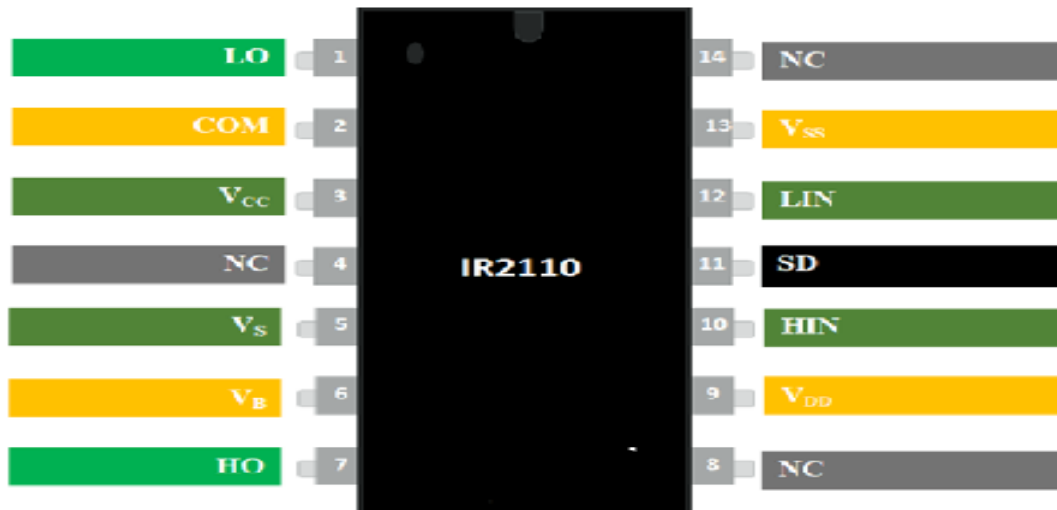 LO 1 14 NC
COM 2 13 VSS
VCC 3 12 LIN
NC 4 IR2110 11 SD
VS 5 10 HIN
VB 6 9 VDD
HO 7 8 NC